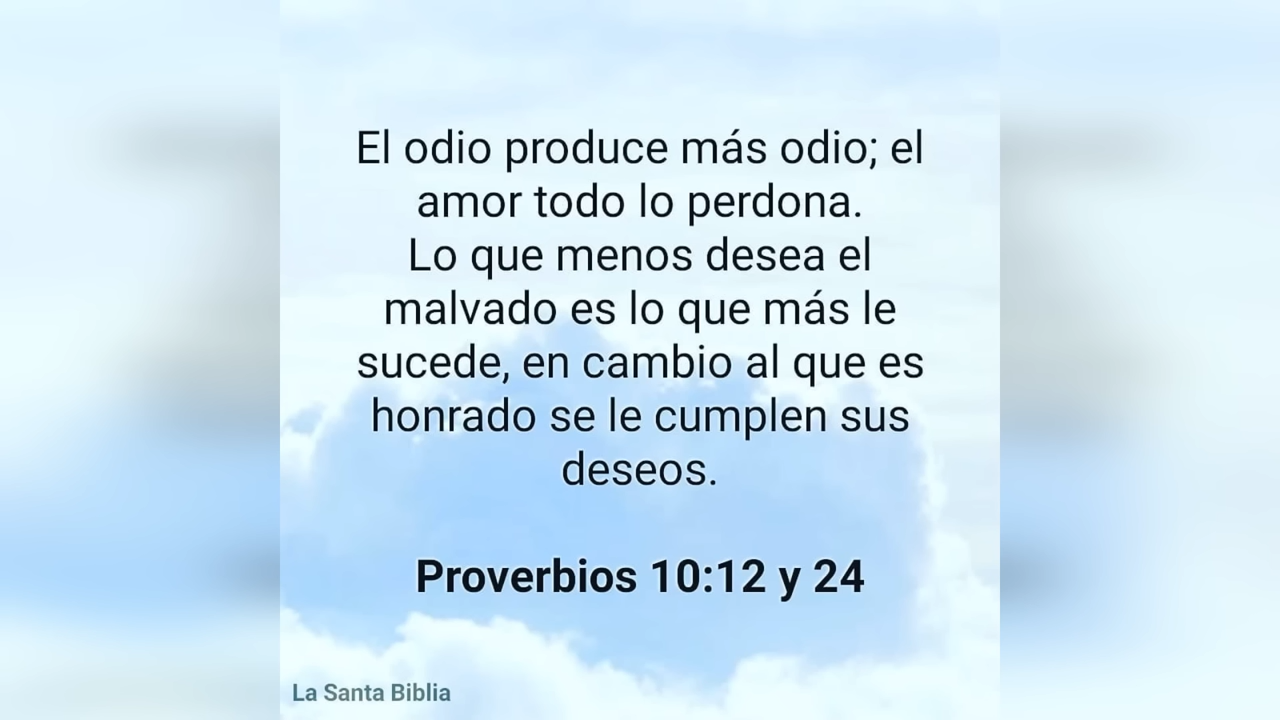 El odio produce más odio; el
amor todo lo perdona.
Lo que menos desea el
malvado es lo que más le
sucede, en cambio al que es
honrado se le cumplen sus
deseos.
Proverbios 10:12 y 24
La Santa Biblia